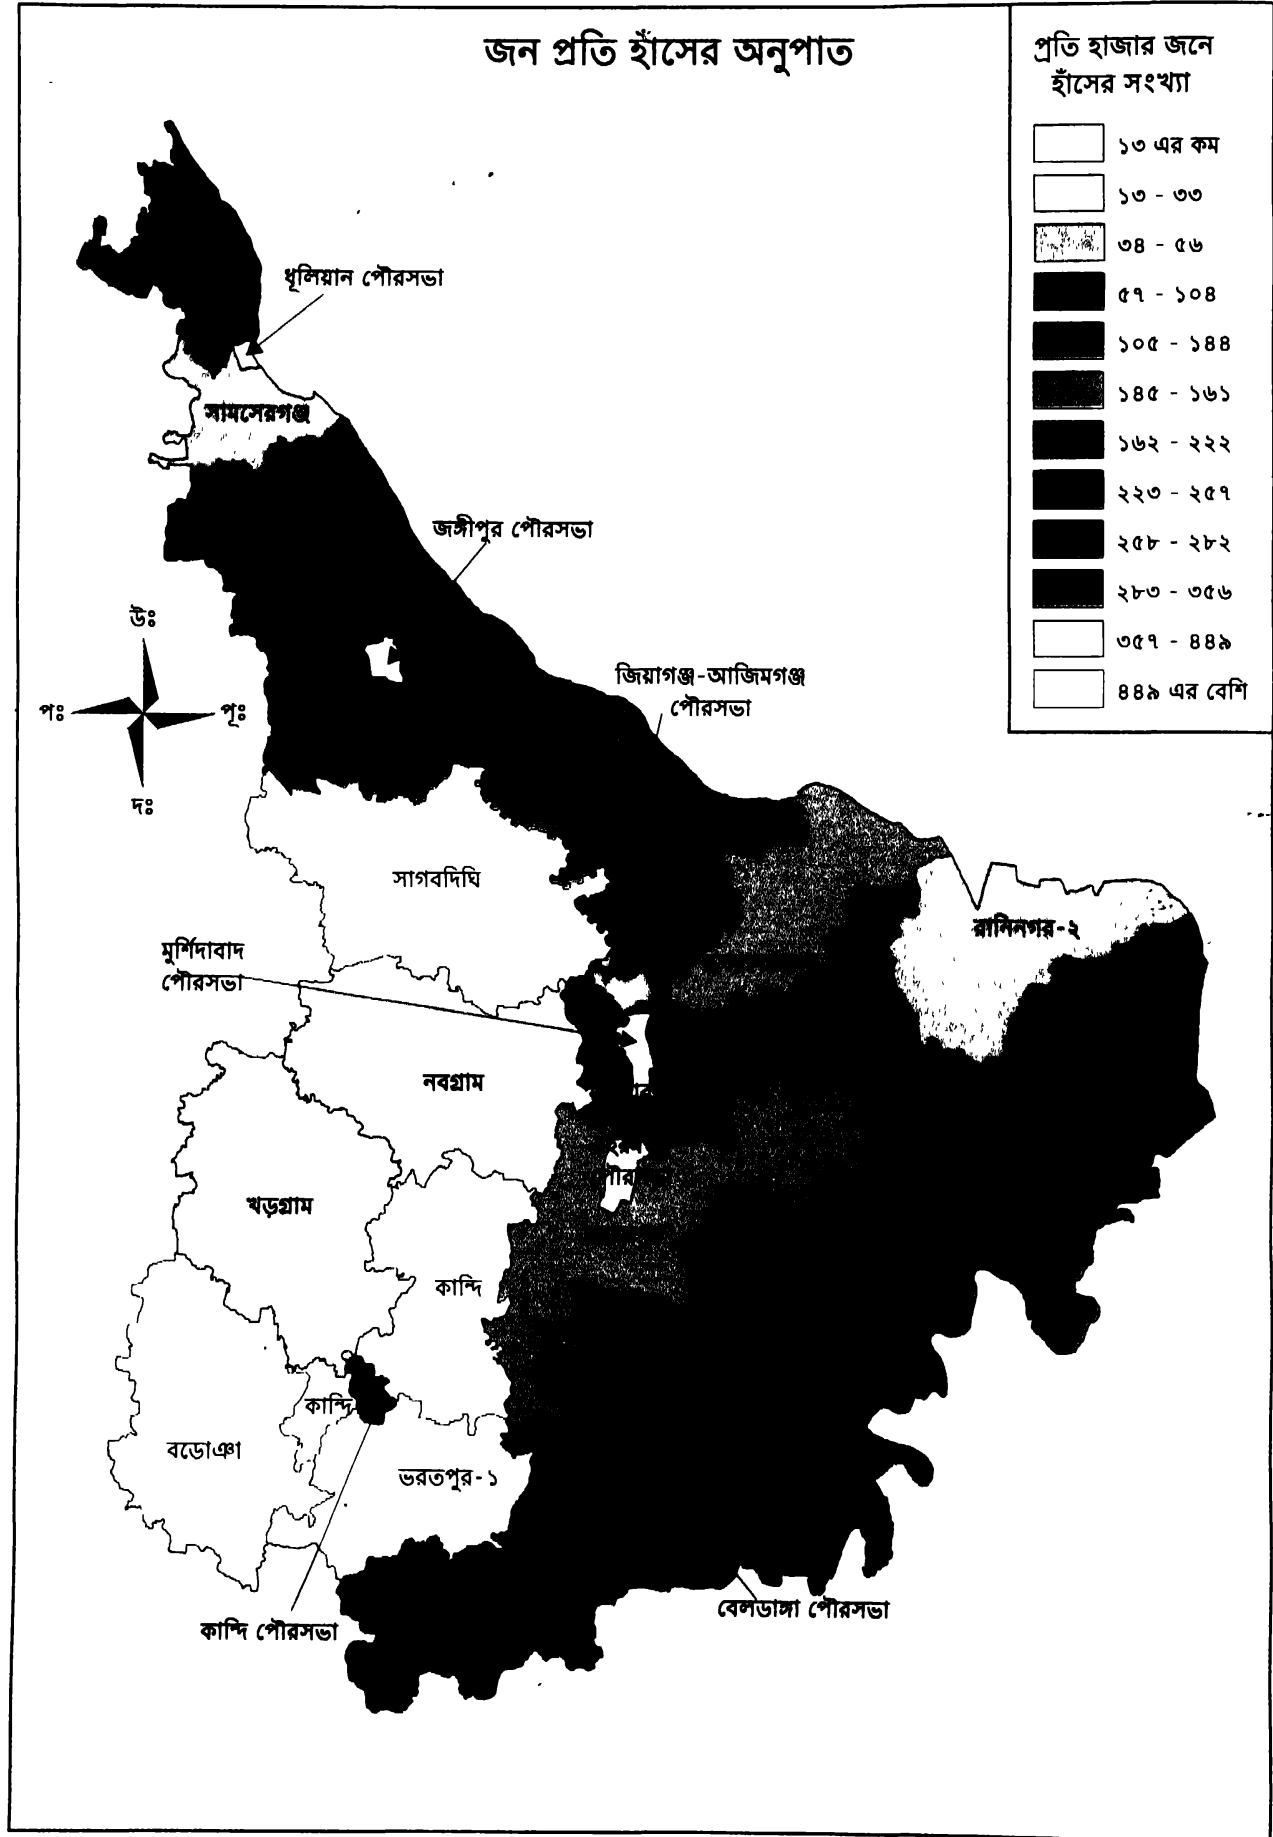 জন প্রতি হাঁসের অনুপাত
প্রতি হাজার জনে
হাঁসের সংখ্যা
১৩ এর কম
১৩ - ৩৩
৩৪ - ৫৬
৫৭ - ১০৪
১০৫ - ১৪৪
১৪৫ - ১৬১
১৬২ - ২২২
২২৩ - ২৫৭
২৫৮ - ২৮২
২৮৩ - ৩৫৬
৩৫৭ - ৪৪৯
৪৪৯ এর বেশি
ধূলিয়ান পৌরসভা
সামসেরগঞ্জ
জঙ্গীপুর পৌরসভা
উঃ
পঃ
পূঃ
দঃ
জিয়াগঞ্জ-আজিমগঞ্জ
পৌরসভা
সাগবদিঘি
রানিনগর-২
মুর্শিদাবাদ
পৌরসভা
নবগ্রাম
খড়গ্রাম
কান্দি
কান্দি
বডোঞা
ভরতপুর-১
কান্দি পৌরসভা
বেলডাঙ্গা পৌরসভা